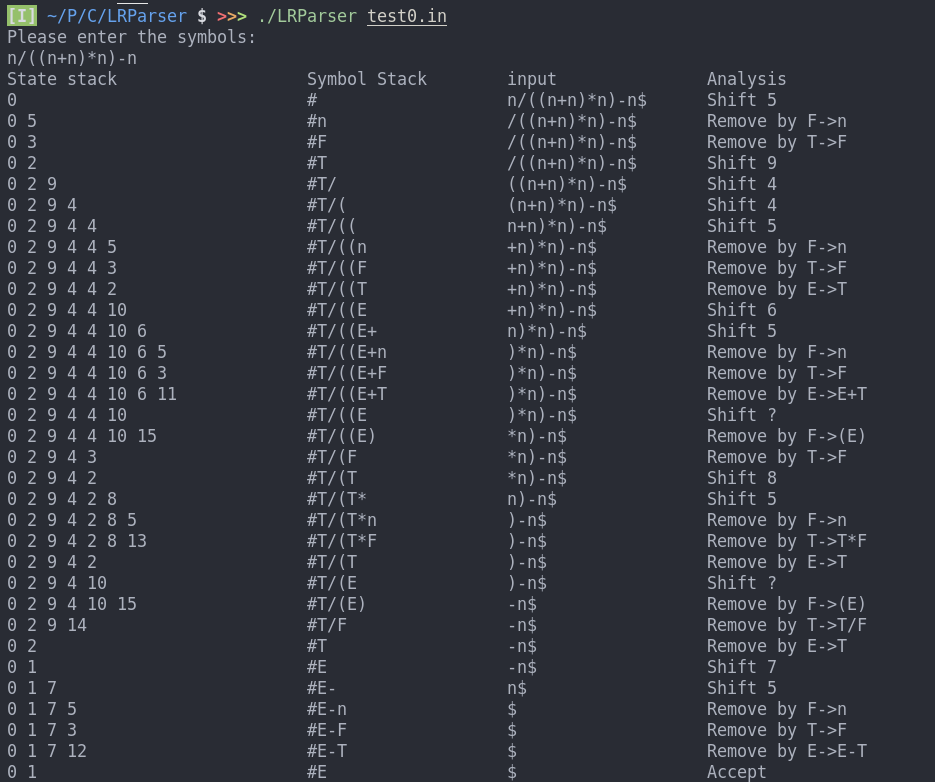 [I] ~/P/C/LRParser $ >>> ./LRParser test0.in
Please enter the symbols:
n/((n+n)*n)-n
State stack Symbol Stack input Analysis
0 # n/((n+n)*n)-n$ Shift 5
0 5 #n /((n+n)*n)-n$ Remove by F->n
0 3 #F /((n+n)*n)-n$ Remove by T->F
0 2 #T /((n+n)*n)-n$ Shift 9
0 2 9 #T/ ((n+n)*n)-n$ Shift 4
0 2 9 4 #T/( (n+n)*n)-n$ Shift 4
0 2 9 4 4 #T/(( n+n)*n)-n$ Shift 5
0 2 9 4 4 5 #T/((n +n)*n)-n$ Remove by F->n
0 2 9 4 4 3 #T/((F +n)*n)-n$ Remove by T->F
0 2 9 4 4 2 #T/((T +n)*n)-n$ Remove by E->T
0 2 9 4 4 10 #T/((E +n)*n)-n$ Shift 6
0 2 9 4 4 10 6 #T/((E+ n)*n)-n$ Shift 5
0 2 9 4 4 10 6 5 #T/((E+n )*n)-n$ Remove by F->n
0 2 9 4 4 10 6 3 #T/((E+F )*n)-n$ Remove by T->F
0 2 9 4 4 10 6 11 #T/((E+T )*n)-n$ Remove by E->E+T
0 2 9 4 4 10 #T/((E )*n)-n$ Shift ?
0 2 9 4 4 10 15 #T/((E) *n)-n$ Remove by F->(E)
0 2 9 4 3 #T/(F *n)-n$ Remove by T->F
0 2 9 4 2 #T/(T *n)-n$ Shift 8
0 2 9 4 2 8 #T/(T* n)-n$ Shift 5
0 2 9 4 2 8 5 #T/(T*n )-n$ Remove by F->n
0 2 9 4 2 8 13 #T/(T*F )-n$ Remove by T->T*F
0 2 9 4 2 #T/(T )-n$ Remove by E->T
0 2 9 4 10 #T/(E )-n$ Shift ?
0 2 9 4 10 15 #T/(E) -n$ Remove by F->(E)
0 2 9 14 #T/F -n$ Remove by T->T/F
0 2 #T -n$ Remove by E->T
0 1 #E -n$ Shift 7
0 1 7 #E- n$ Shift 5
0 1 7 5 #E-n $ Remove by F->n
0 1 7 3 #E-F $ Remove by T->F
0 1 7 12 #E-T $ Remove by E->E-T
0 1 #E $ Accept